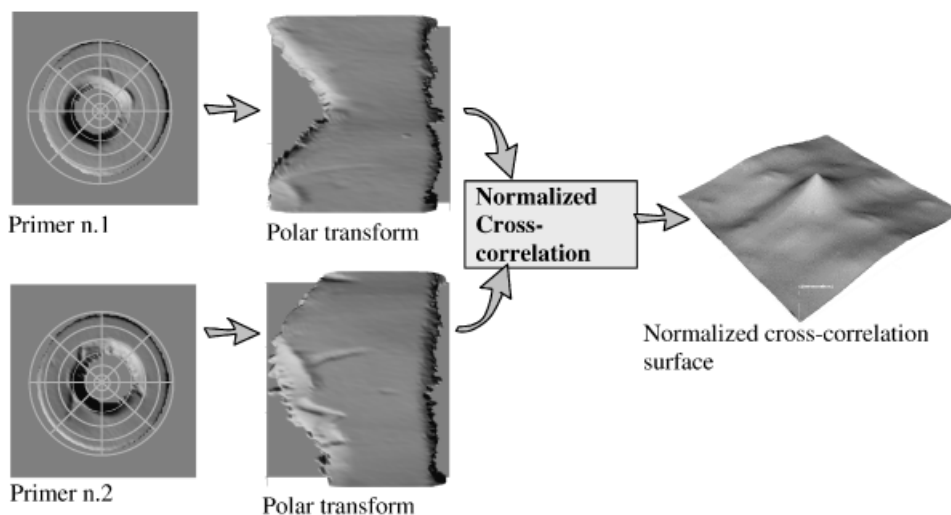 Primer n.1
Polar transform
Normalized
Cross-
correlation
Normalized cross-correlation
surface
Primer n.2
Polar transform